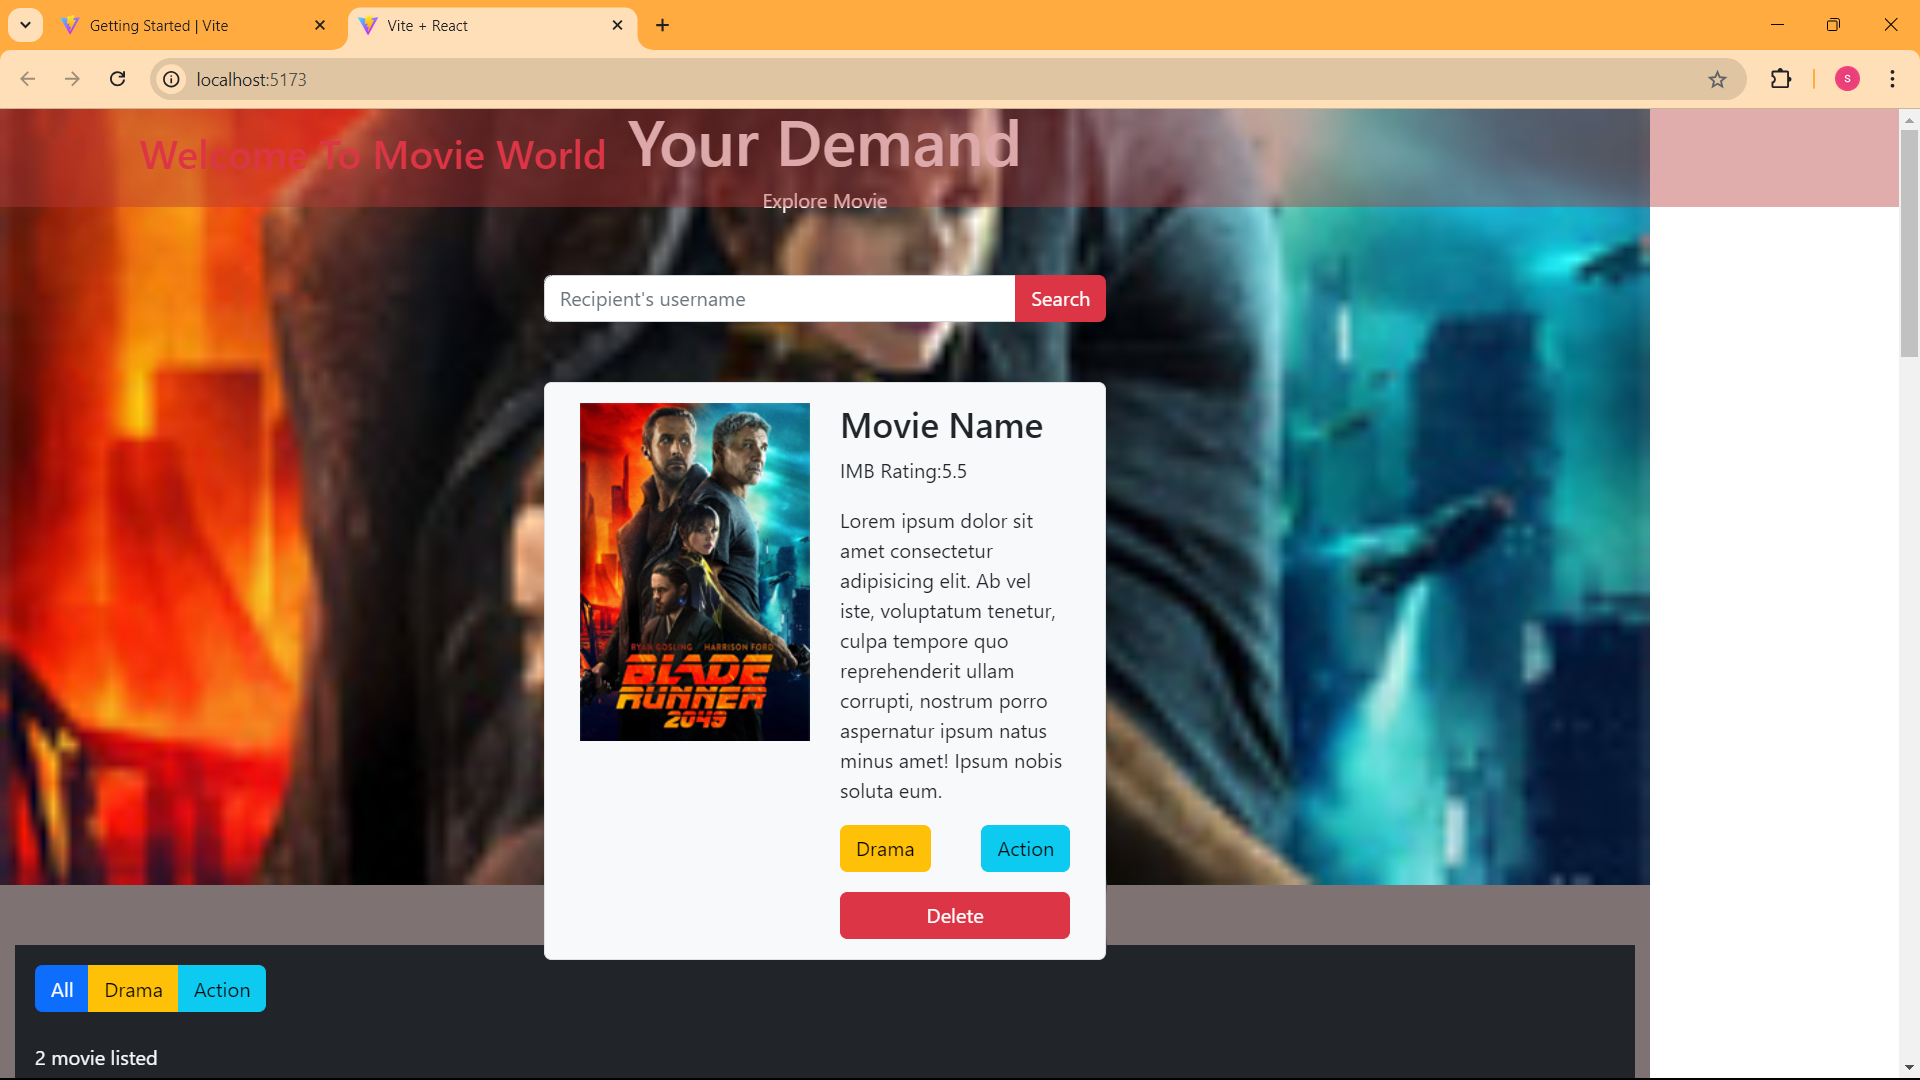 Getting Started | Vite
Vite + React
localhost:5173
S
Welcome To Movie World
Your Demand
Explore Movie
Recipient's username
Search
RYAN GOSLING / HARRISON FORD
BLADE
RUNNER
2049
Movie Name
IMB Rating:5.5
Lorem ipsum dolor sit
amet consectetur
adipisicing elit. Ab vel
iste, voluptatum tenetur,
culpa tempore quo
reprehenderit ullam
corrupti, nostrum porro
aspernatur ipsum natus
minus amet! Ipsum nobis
soluta eum.
Drama
Action
Delete
All
Drama
Action
2 movie listed